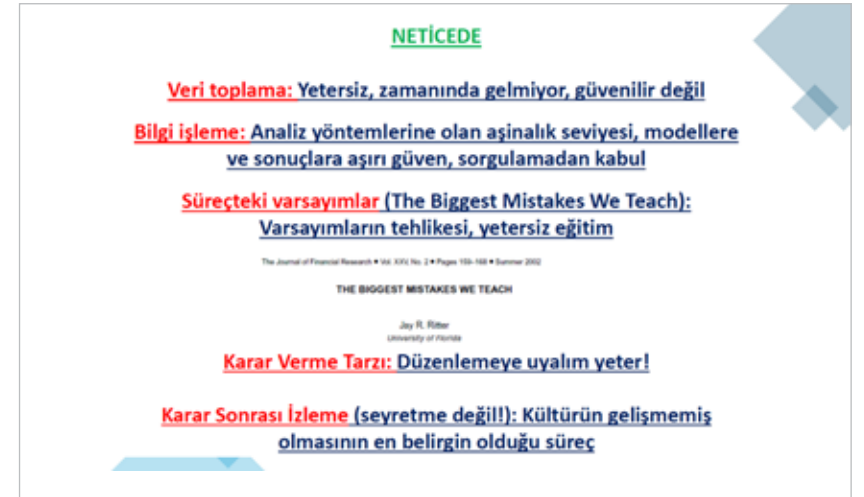 NETİCEDE
Veri toplama: Yetersiz, zamanında gelmiyor, güvenilir değil
Bilgi işleme: Analiz yöntemlerine olan aşinalık seviyesi, modellere
ve sonuçlara aşırı güven, sorgulamadan kabul
Süreçteki varsayımlar (The Biggest Mistakes We Teach):
Varsayımların tehlikesi, yetersiz eğitim
The Journal of Financial Research • Vol. XXV, No. 2 • Pages 159–168 • Summer 2002
THE BIGGEST MISTAKES WE TEACH
Jay R. Ritter
University of Florida
Karar Verme Tarzı: Düzenlemeye uyalım yeter!
Karar Sonrası İzleme (seyretme değil!): Kültürün gelişmemiş
olmasının en belirgin olduğu süreç